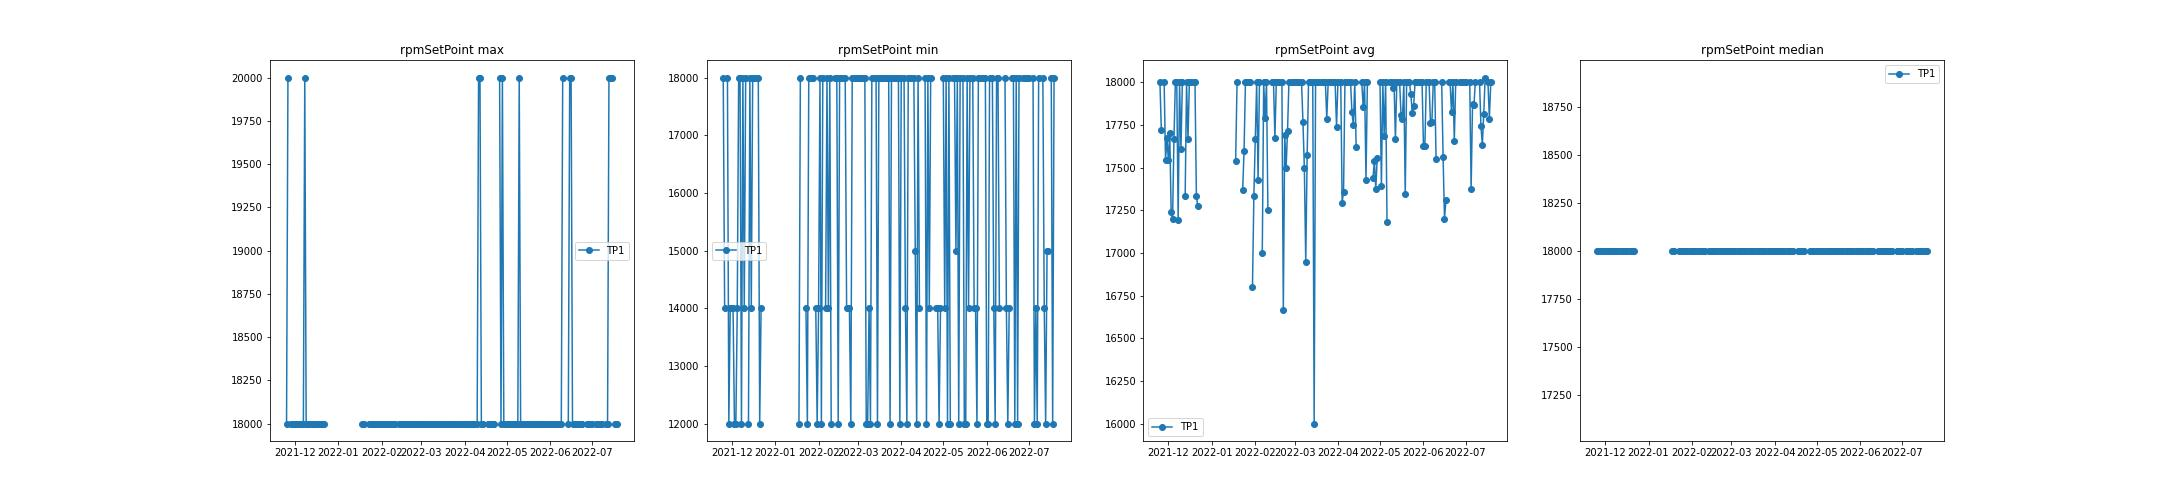 rpmSetPoint max
20000
19750
19500
19250
19000
18750
18500
18250
18000
TP1
2021-12 2022-01 2022-02 2022-03 2022-04 2022-05 2022-06 2022-07
rpmSetPoint min
18000
17000
16000
15000
14000
13000
12000
TP1
2021-12 2022-01 2022-02 2022-03 2022-04 2022-05 2022-06 2022-07
rpmSetPoint avg
18000
17750
17500
17250
17000
16750
16500
16250
16000
TP1
2021-12 2022-01 2022-02 2022-03 2022-04 2022-05 2022-06 2022-07
rpmSetPoint median
TP1
18750
18500
18250
18000
17750
17500
17250
2021-12 2022-01 2022-02 2022-03 2022-04 2022-05 2022-06 2022-07